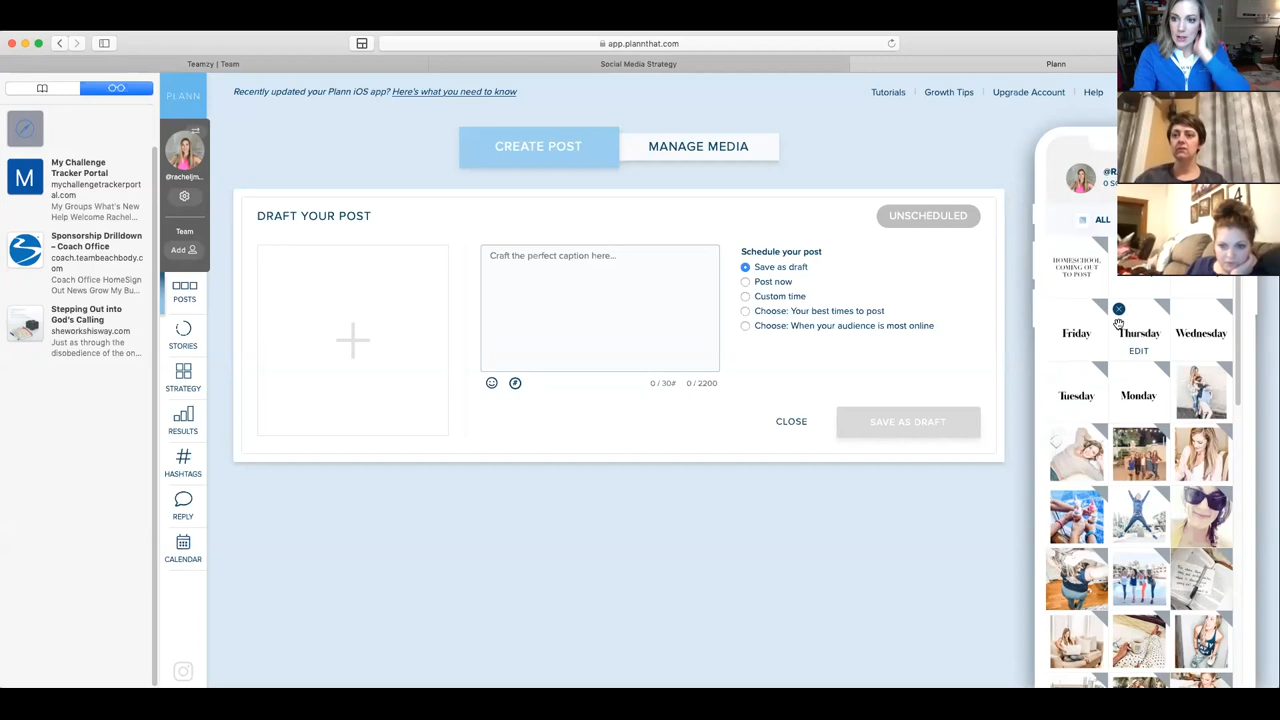 app.plannthat.com
Teamzy | Team
Social Media Strategy
Plann
My Challenge
Tracker Portal
mychallengetrackerport
al.com
My Groups What's New
Help Welcome Rachel...
M
Sponsorship Drilldown
– Coach Office
coach.teambeachbody.c
om
Coach Office HomeSign
Out News Grow My Bu...
Stepping Out into
God's Calling
sheworkshisway.com
Just as through the
disobedience of the on...
PLANN
@racheljm...
Team
Add
POSTS
STORIES
STRATEGY
RESULTS
HASHTAGS
REPLY
CALENDAR
Recently updated your Plann iOS app? Here's what you need to know
Tutorials
Growth Tips
Upgrade Account
Help
CREATE POST
MANAGE MEDIA
DRAFT YOUR POST
UNSCHEDULED
Craft the perfect caption here...
0 / 30#
0 / 2200
Schedule your post
Save as draft
Post now
Custom time
Choose: Your best times to post
Choose: When your audience is most online
CLOSE
SAVE AS DRAFT
ALL
HOMESCHOOL
COMING OUT
TO POST
Friday
Thursday
Wednesday
EDIT
Tuesday
Monday